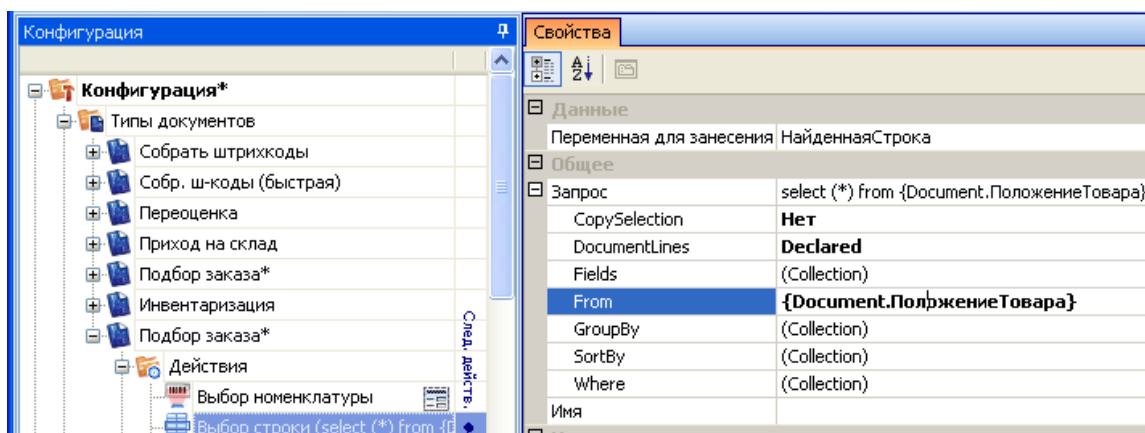 Конфигурация
Конфигурация*
Типы документов
Собрать штрихкоды
Собр. ш-коды (быстрая)
Переоценка
Приход на склад
Подбор заказа*
Инвентаризация
Подбор заказа*
Действия
Выбор номенклатуры
Выбор строки (select (*) from {D
След. действ.
Свойства
Данные
Переменная для занесения НайденнаяСтрока
Общее
Запрос select (*) from {Document.ПоложениеТовара}
CopySelection Нет
DocumentLines Declared
Fields (Collection)
From {Document.ПоложениеТовара}
GroupBy (Collection)
SortBy (Collection)
Where (Collection)
Имя